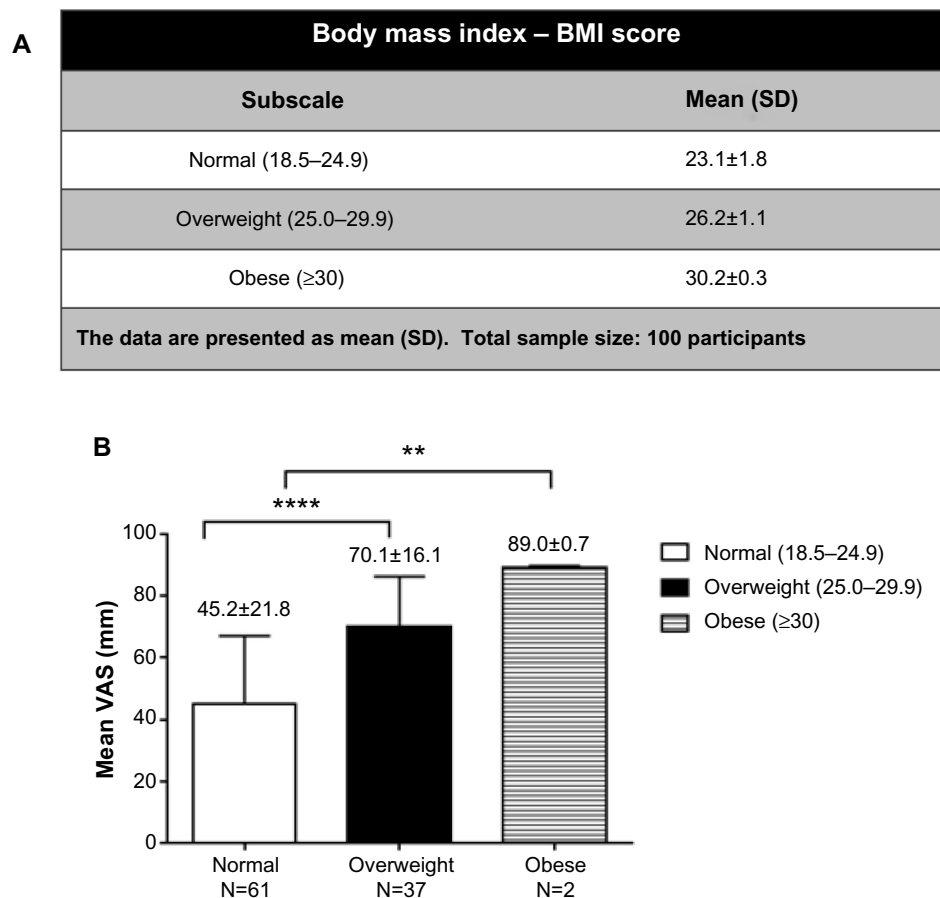 A
Body mass index – BMI score
Subscale Mean (SD)
Normal (18.5–24.9) 23.1±1.8
Overweight (25.0–29.9) 26.2±1.1
Obese (≥30) 30.2±0.3
The data are presented as mean (SD). Total sample size: 100 participants
B
**
****
100
80
60
40
20
0
Mean VAS (mm)
45.2±21.8
70.1±16.1
89.0±0.7
Normal (18.5–24.9)
Overweight (25.0–29.9)
Obese (≥30)
Normal Overweight Obese
N=61 N=37 N=2